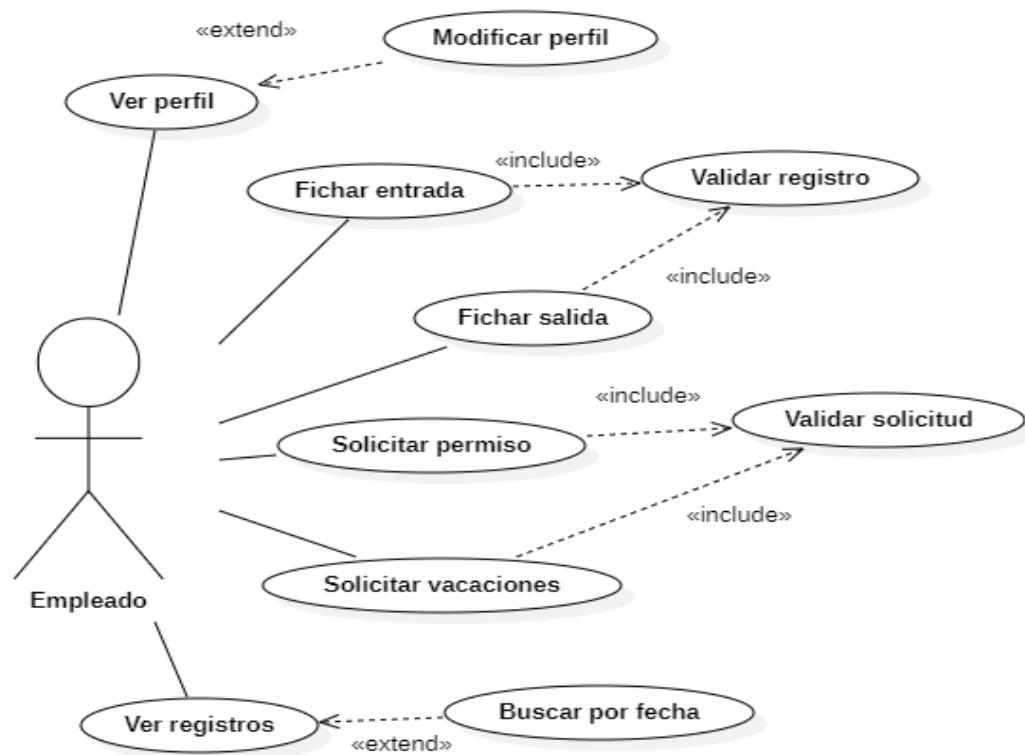 «extend»
Modificar perfil
Ver perfil
«include»
Fichar entrada
Validar registro
«include»
Fichar salida
«include»
Validar solicitud
Solicitar permiso
«include»
Solicitar vacaciones
Empleado
Ver registros
Buscar por fecha
«extend»